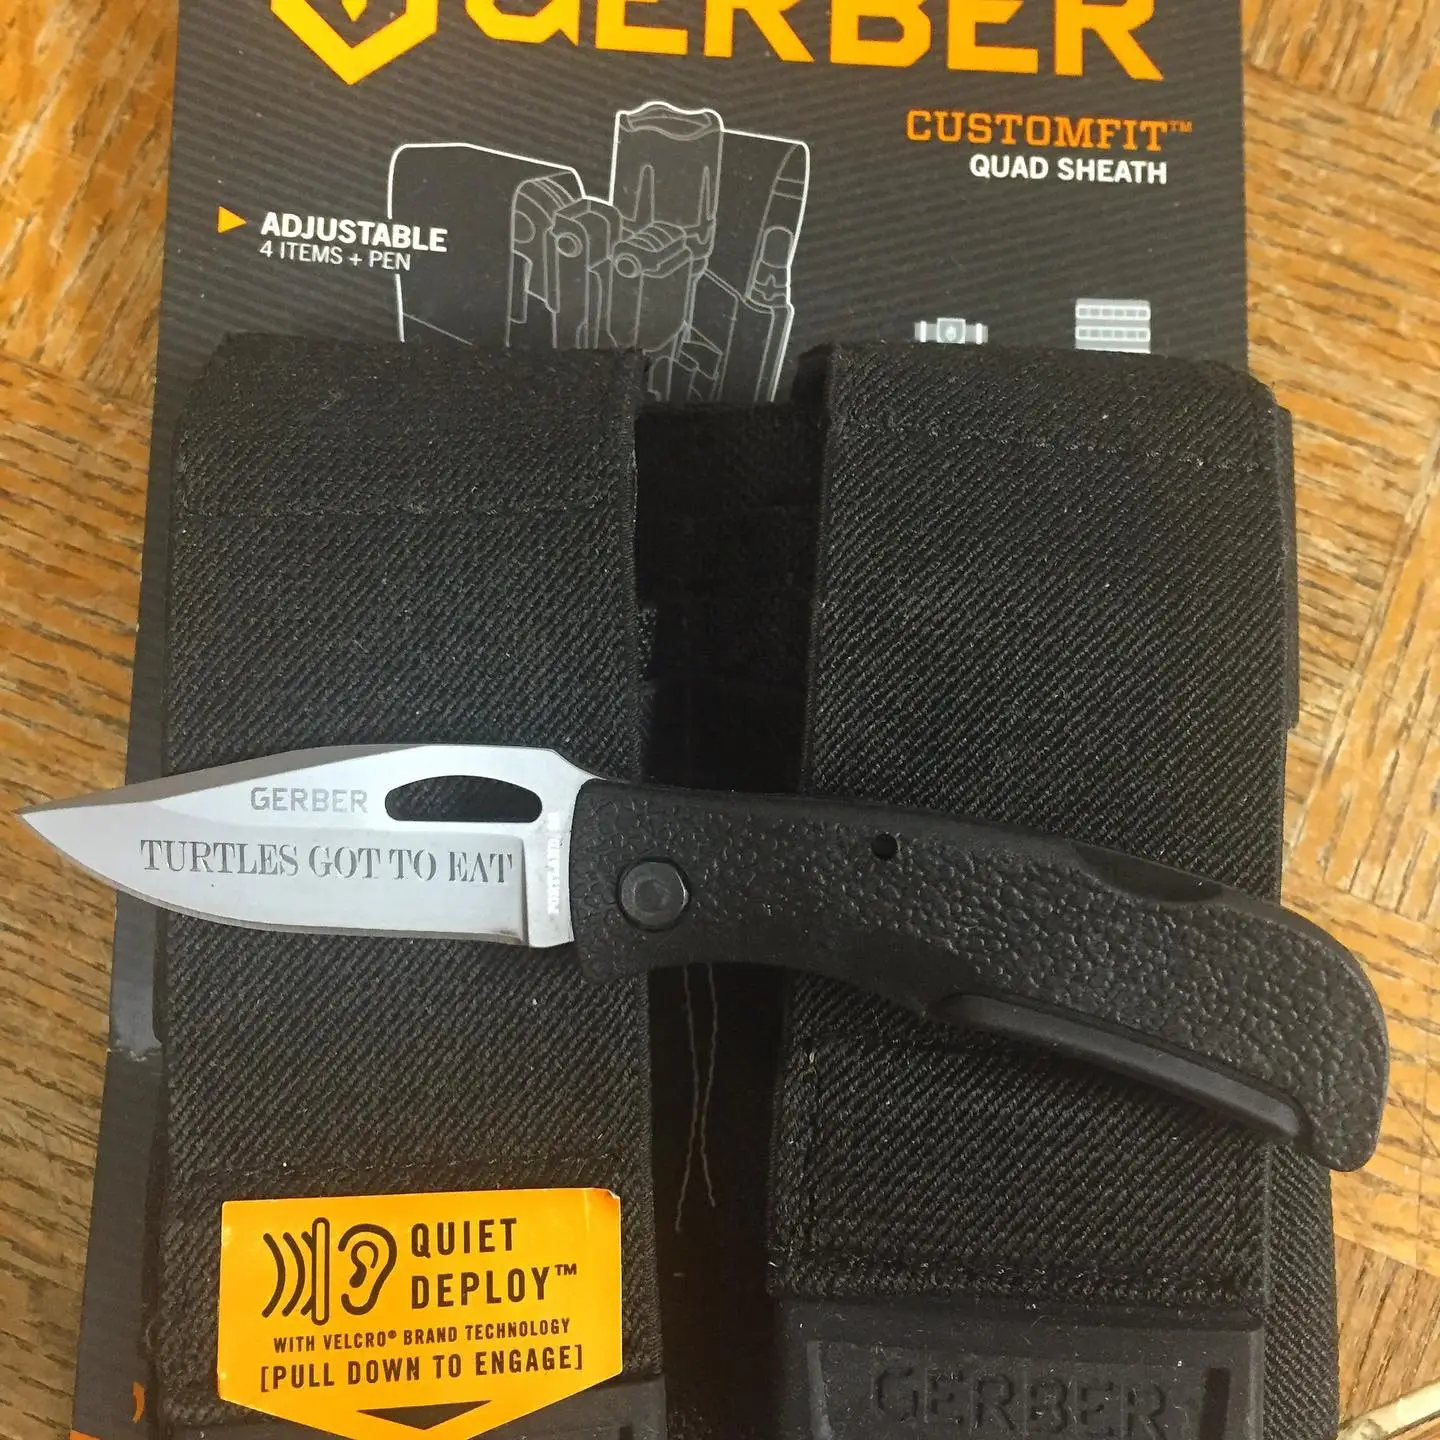 GERBER
CUSTOMFIT™
QUAD SHEATH
ADJUSTABLE
4 ITEMS + PEN
GERBER
TURTLES GOT TO EAT
QUIET
DEPLOY™
WITH VELCRO® BRAND TECHNOLOGY
[PULL DOWN TO ENGAGE]
GERBER